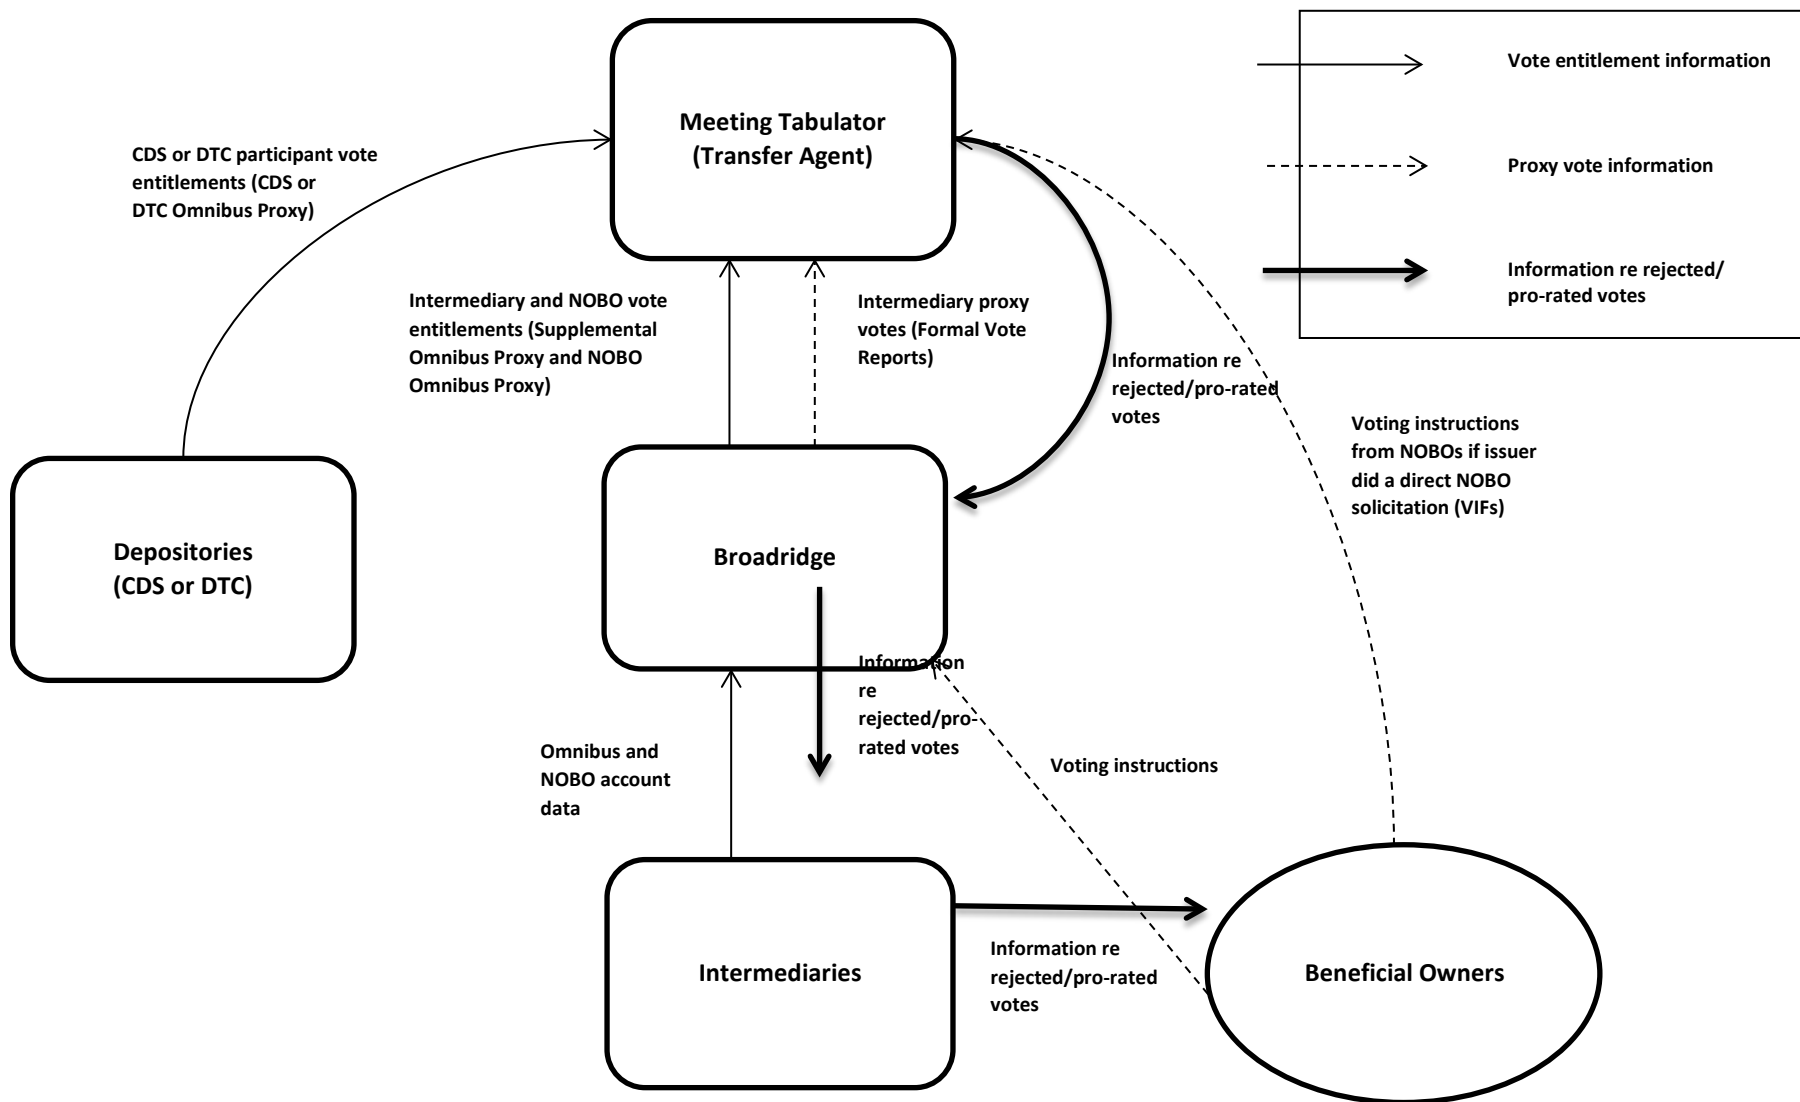 Meeting Tabulator
(Transfer Agent)
Vote entitlement information
Proxy vote information
Information re rejected/
pro-rated votes
CDS or DTC participant vote
entitlements (CDS or
DTC Omnibus Proxy)
Intermediary and NOBO vote
entitlements (Supplemental
Omnibus Proxy and NOBO
Omnibus Proxy)
Intermediary proxy
votes (Formal Vote
Reports)
Information re
rejected/pro-rated
votes
Voting instructions
from NOBOs if issuer
did a direct NOBO
solicitation (VIFs)
Depositories
(CDS or DTC)
Broadridge
Information
re
rejected/pro-
rated votes
Omnibus and
NOBO account
data
Voting instructions
Intermediaries
Information re
rejected/pro-rated
votes
Beneficial Owners